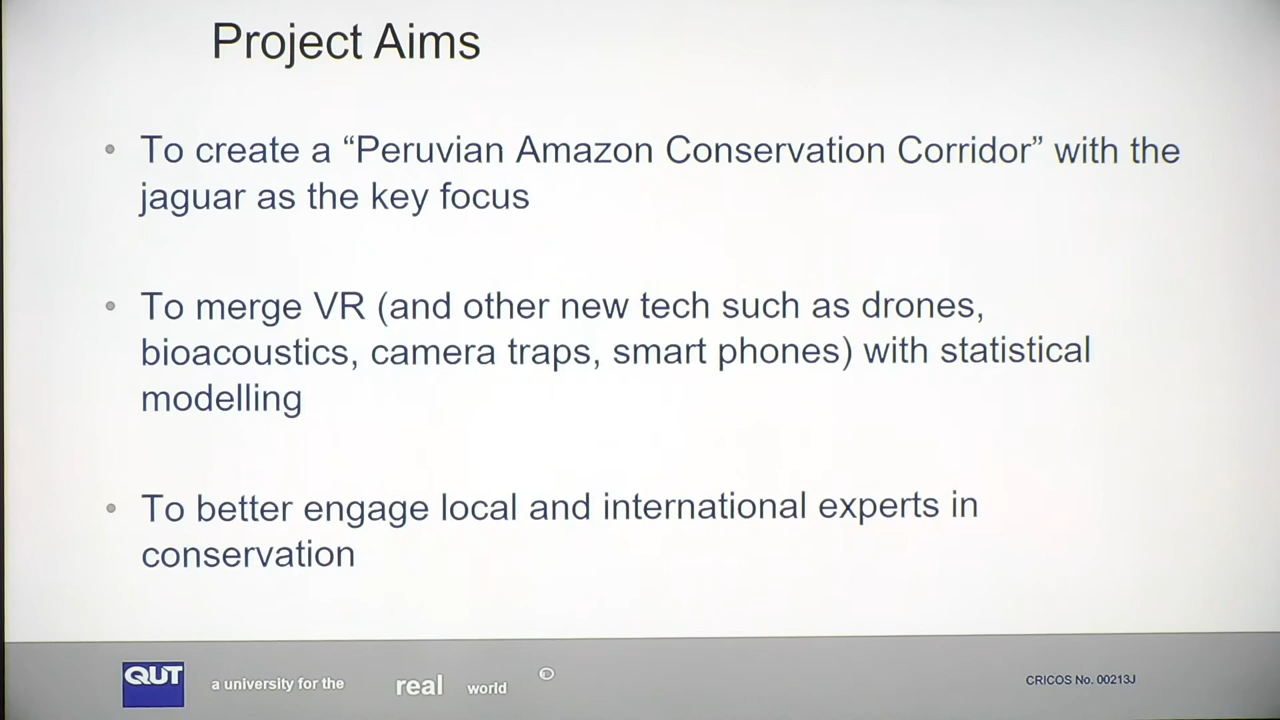 Project Aims
• To create a “Peruvian Amazon Conservation Corridor” with the
jaguar as the key focus
• To merge VR (and other new tech such as drones,
bioacoustics, camera traps, smart phones) with statistical
modelling
• To better engage local and international experts in
conservation
QUT a university for the real world
CRICOS No. 00213J